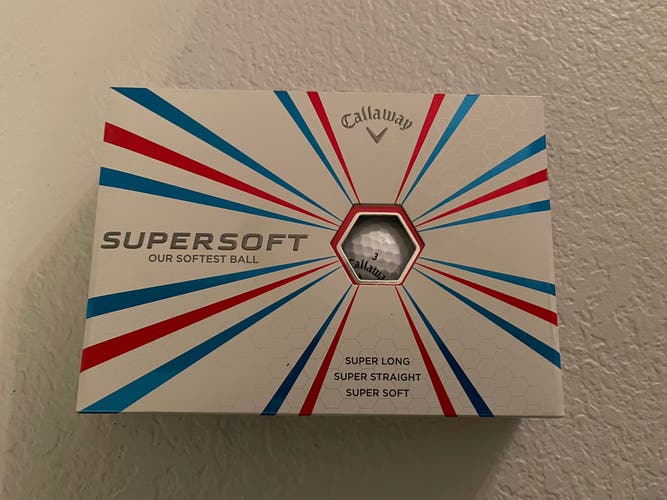 Callaway
SUPERSOFT
OUR SOFTEST BALL
3
Callaway
SUPER LONG
SUPER STRAIGHT
SUPER SOFT